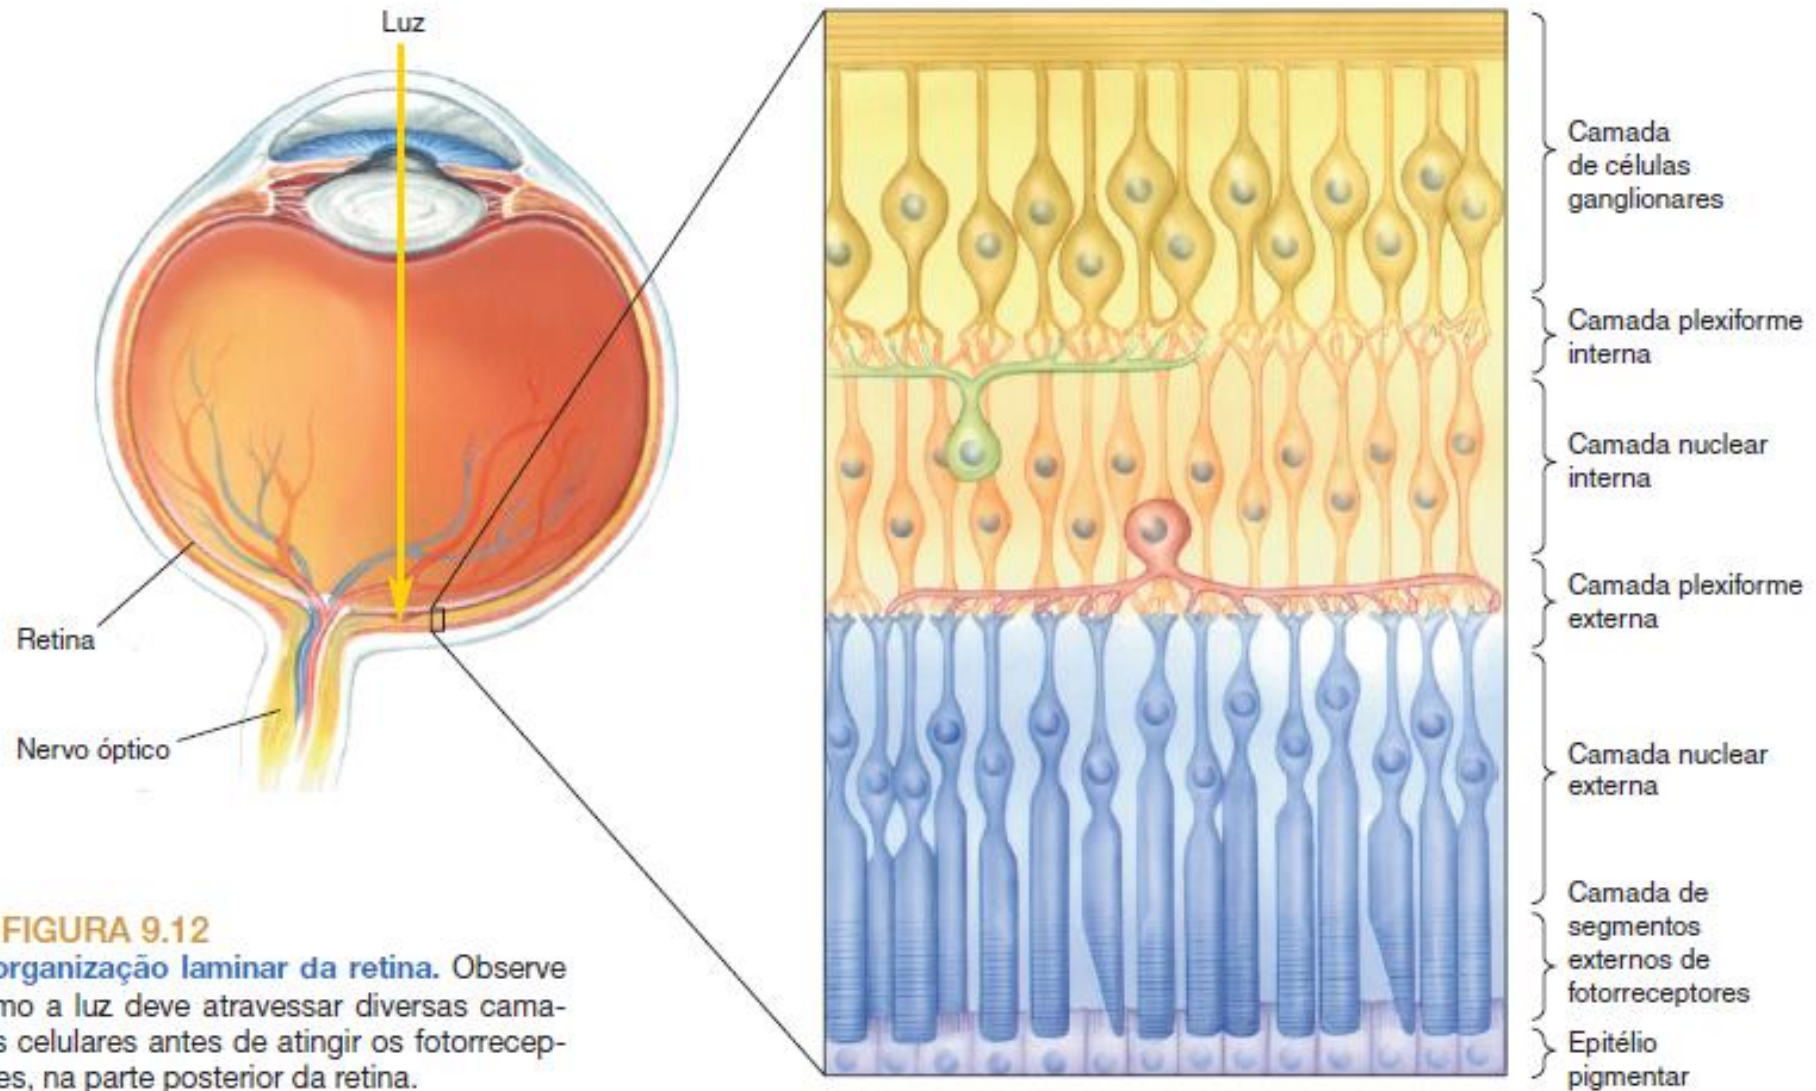 Luz
Retina
Nervo óptico
Camada
de células
ganglionares
Camada plexiforme
interna
Camada nuclear
interna
Camada plexiforme
externa
Camada nuclear
externa
Camada de
segmentos
externos de
fotorreceptores
Epitélio
pigmentar
FIGURA 9.12
organização laminar da retina. Observe
mo a luz deve atravessar diversas cama-
s celulares antes de atingir os fotorrecep-
es, na parte posterior da retina.